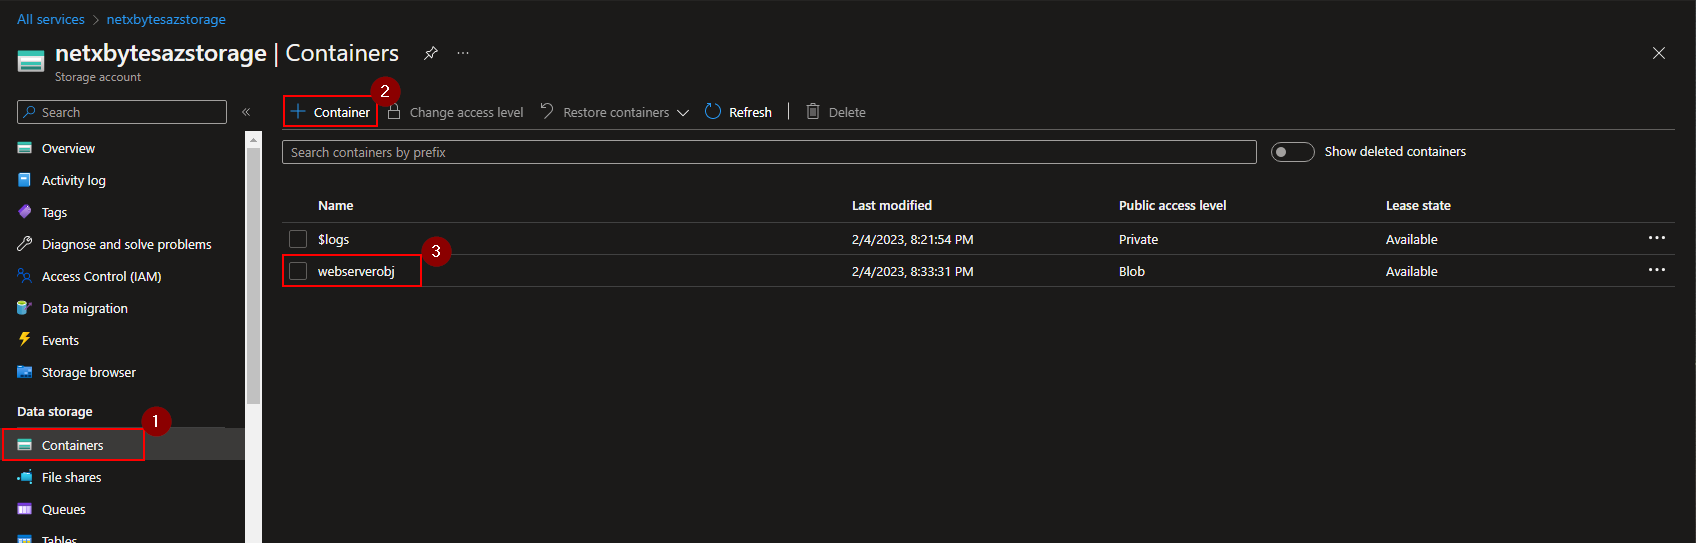 All services > netxbytesazstorage
netxbytesazstorage | Containers
Storage account
Search
Overview
Activity log
Tags
Diagnose and solve problems
Access Control (IAM)
Data migration
Events
Storage browser
Data storage
1
Containers
File shares
Queues
Tables
2
Container
Change access level
Restore containers
Refresh
Delete
Search containers by prefix
Show deleted containers
Name Last modified Public access level Lease state
$logs 2/4/2023, 8:21:54 PM Private Available
3
webserverobj 2/4/2023, 8:33:31 PM Blob Available